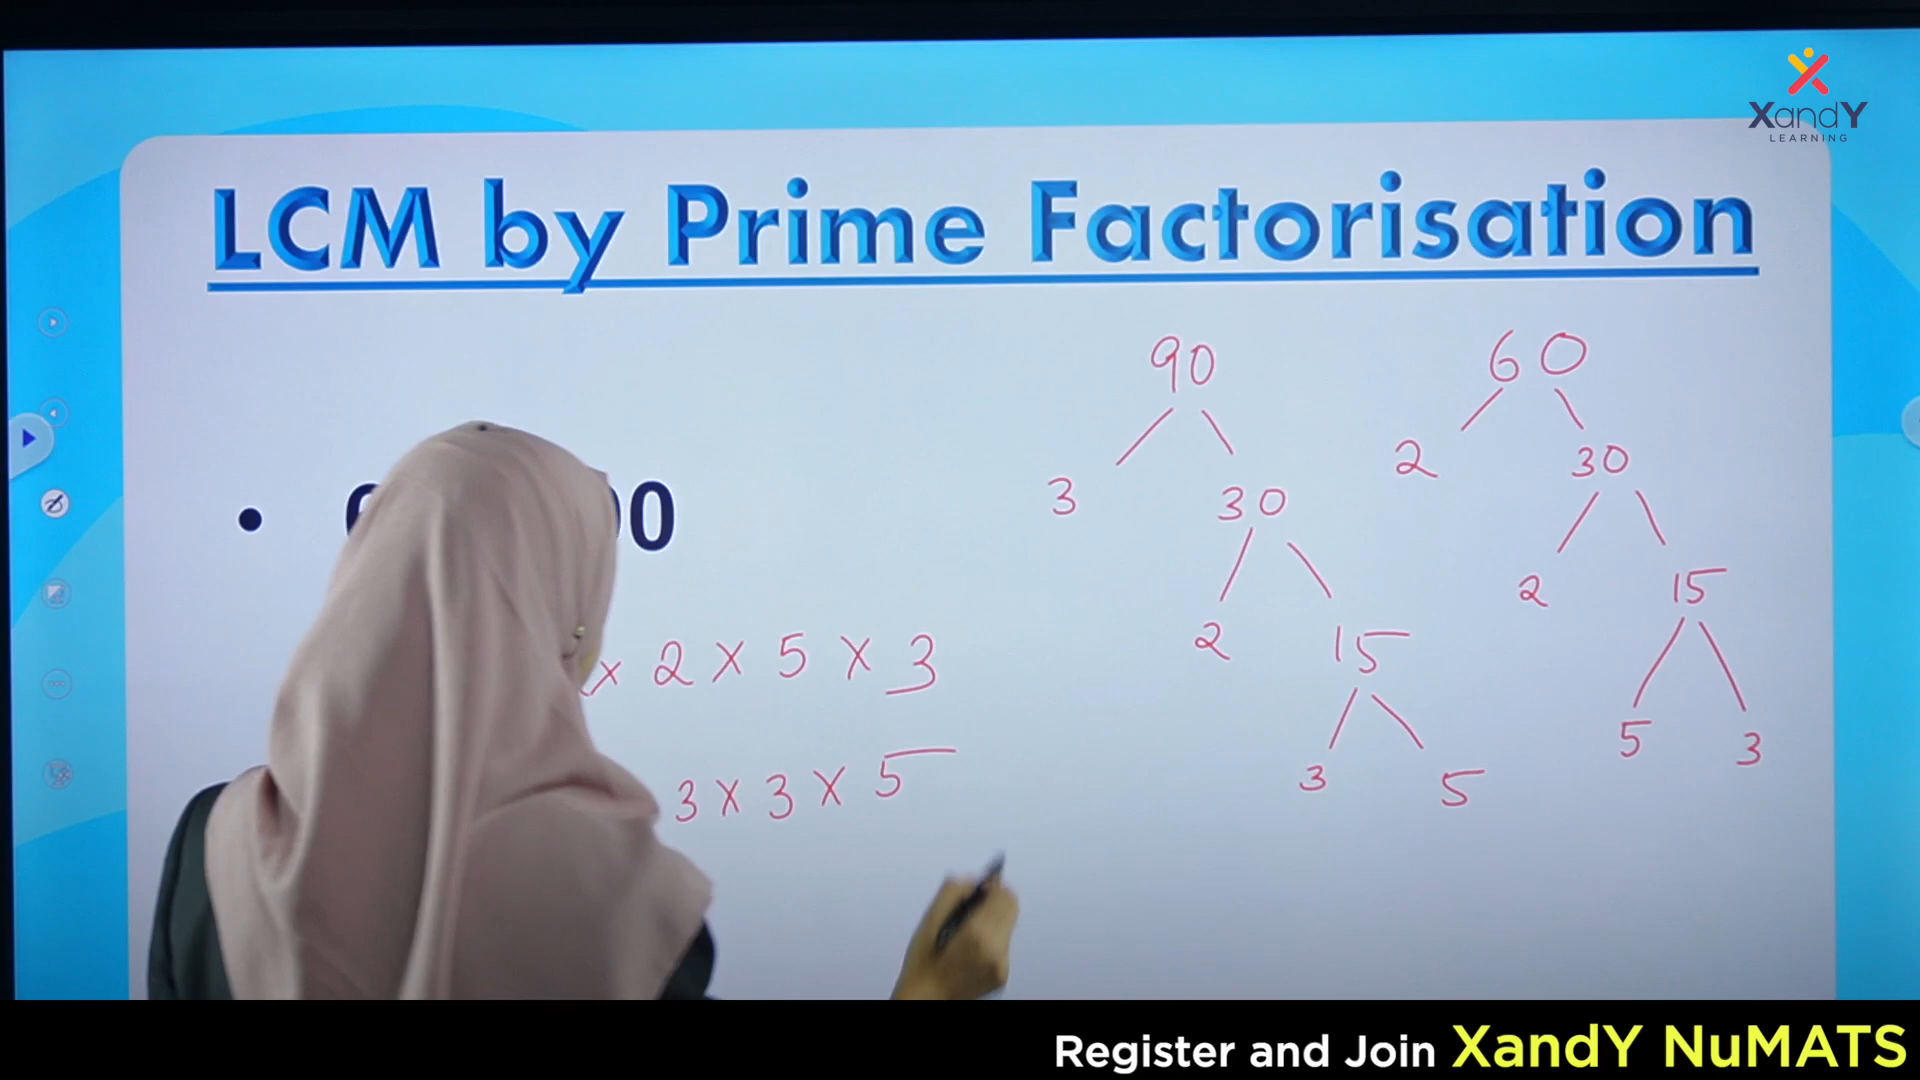 XandY
LEARNING
LCM by Prime Factorisation
90
60
3
30
2
30
2
15
2
15
3
5
5
3
x 2 x 5 x 3
3 x 3 x 5
Register and Join XandY NuMATS